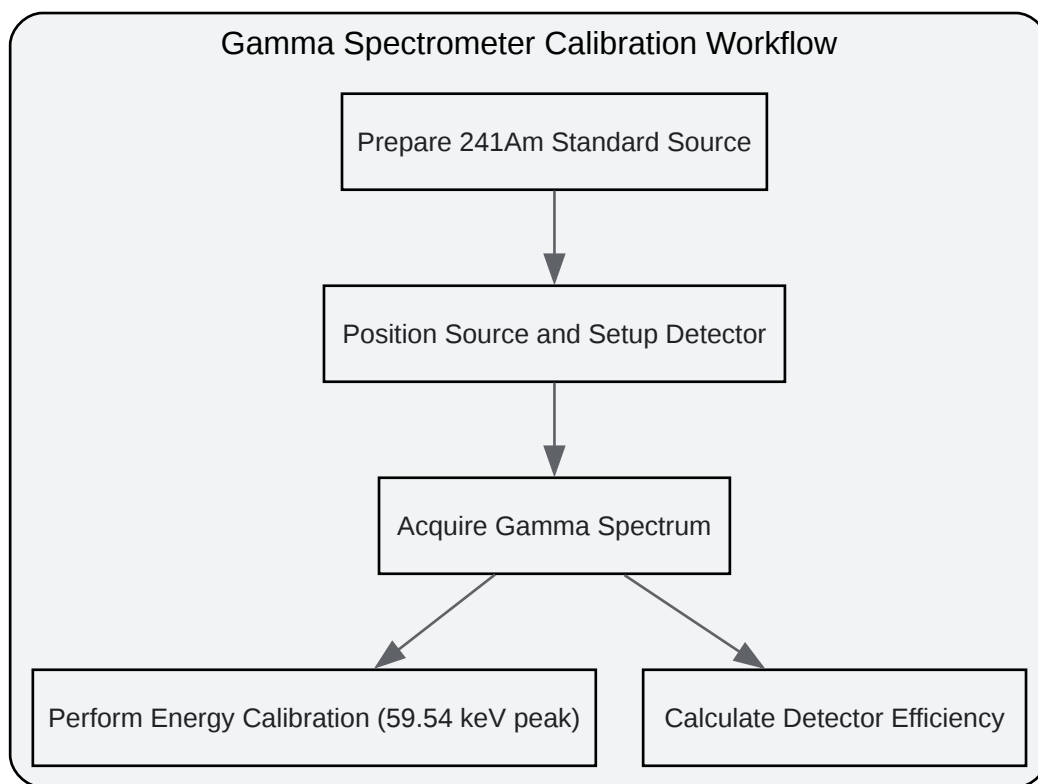 Gamma Spectrometer Calibration Workflow
Prepare 241Am Standard Source
Position Source and Setup Detector
Acquire Gamma Spectrum
Perform Energy Calibration (59.54 keV peak)
Calculate Detector Efficiency